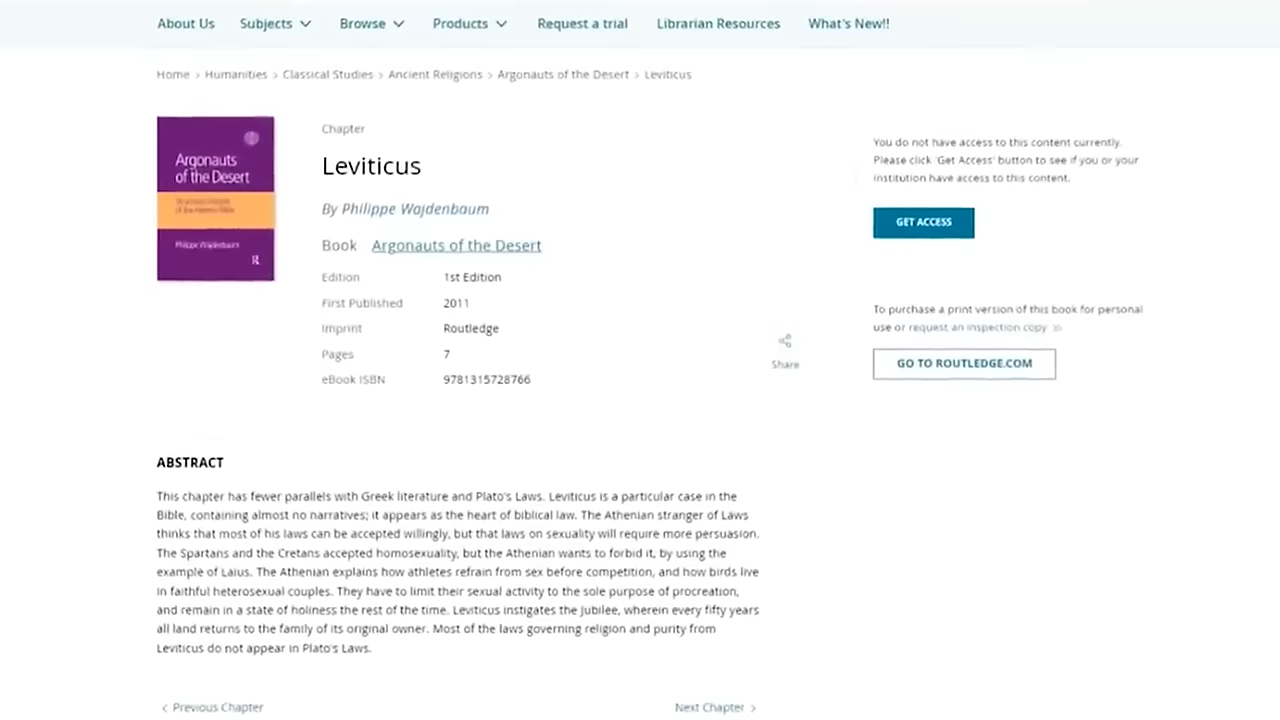 About Us Subjects Browse Products Request a trial Librarian Resources What's New!!
Home > Humanities > Classical Studies > Ancient Religions > Argonauts of the Desert > Leviticus
Argonauts
of the Desert
Structural Analysis
of the Hebrew Bible
Philippe Wajdenbaum
R
Chapter
Leviticus
By Philippe Wajdenbaum
Book Argonauts of the Desert
Edition 1st Edition
First Published 2011
Imprint Routledge
Pages 7
eBook ISBN 9781315728766
Share
You do not have access to this content currently.
Please click 'Get Access' button to see if you or your
institution have access to this content.
GET ACCESS
To purchase a print version of this book for personal
use or request an inspection copy »
GO TO ROUTLEDGE.COM
ABSTRACT
This chapter has fewer parallels with Greek literature and Plato's Laws. Leviticus is a particular case in the
Bible, containing almost no narratives; it appears as the heart of biblical law. The Athenian stranger of Laws
thinks that most of his laws can be accepted willingly, but that laws on sexuality will require more persuasion.
The Spartans and the Cretans accepted homosexuality, but the Athenian wants to forbid it, by using the
example of Laius. The Athenian explains how athletes refrain from sex before competition, and how birds live
in faithful heterosexual couples. They have to limit their sexual activity to the sole purpose of procreation,
and remain in a state of holiness the rest of the time. Leviticus instigates the Jubilee, wherein every fifty years
all land returns to the family of its original owner. Most of the laws governing religion and purity from
Leviticus do not appear in Plato's Laws.
< Previous Chapter
Next Chapter >